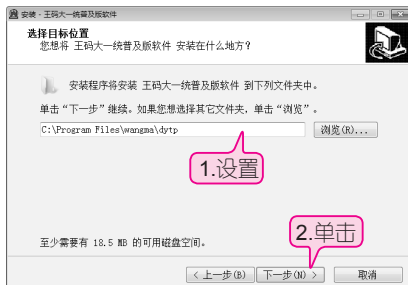 安装 - 王码大一统普及版软件
选择目标位置
您想将 王码大一统普及版软件 安装在什么地方？
安装程序将安装 王码大一统普及版软件 到下列文件夹中。
单击“下一步”继续。如果您想选择其它文件夹，单击“浏览”。
C:\Program Files\wangma\dytp
浏览(R)...
1.设置
2.单击
至少需要有 18.5 MB 的可用磁盘空间。
< 上一步(B)
下一步(N) >
取消